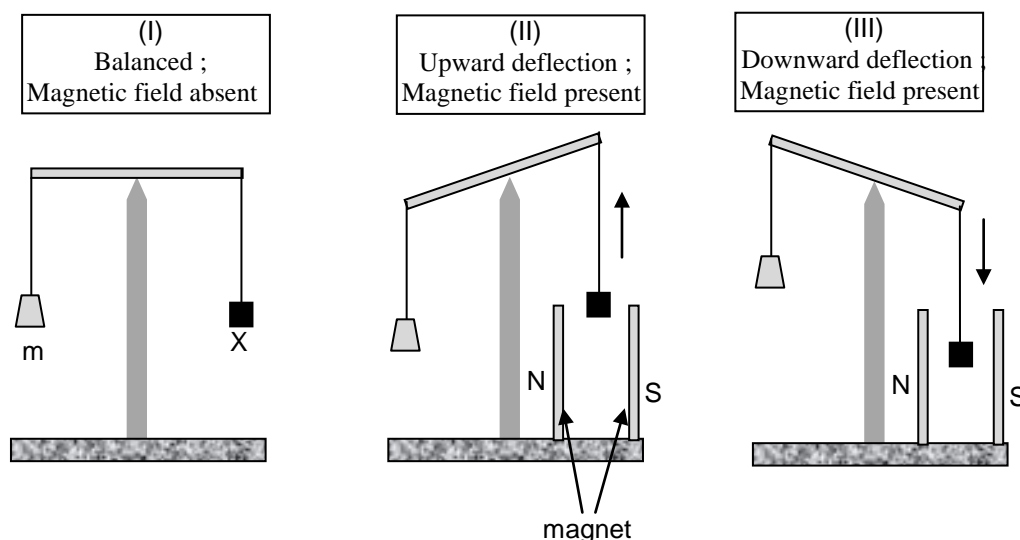 (I)
Balanced ;
Magnetic field absent
(II)
Upward deflection ;
Magnetic field present
(III)
Downward deflection ;
Magnetic field present
m
X
N
S
N
S
magnet